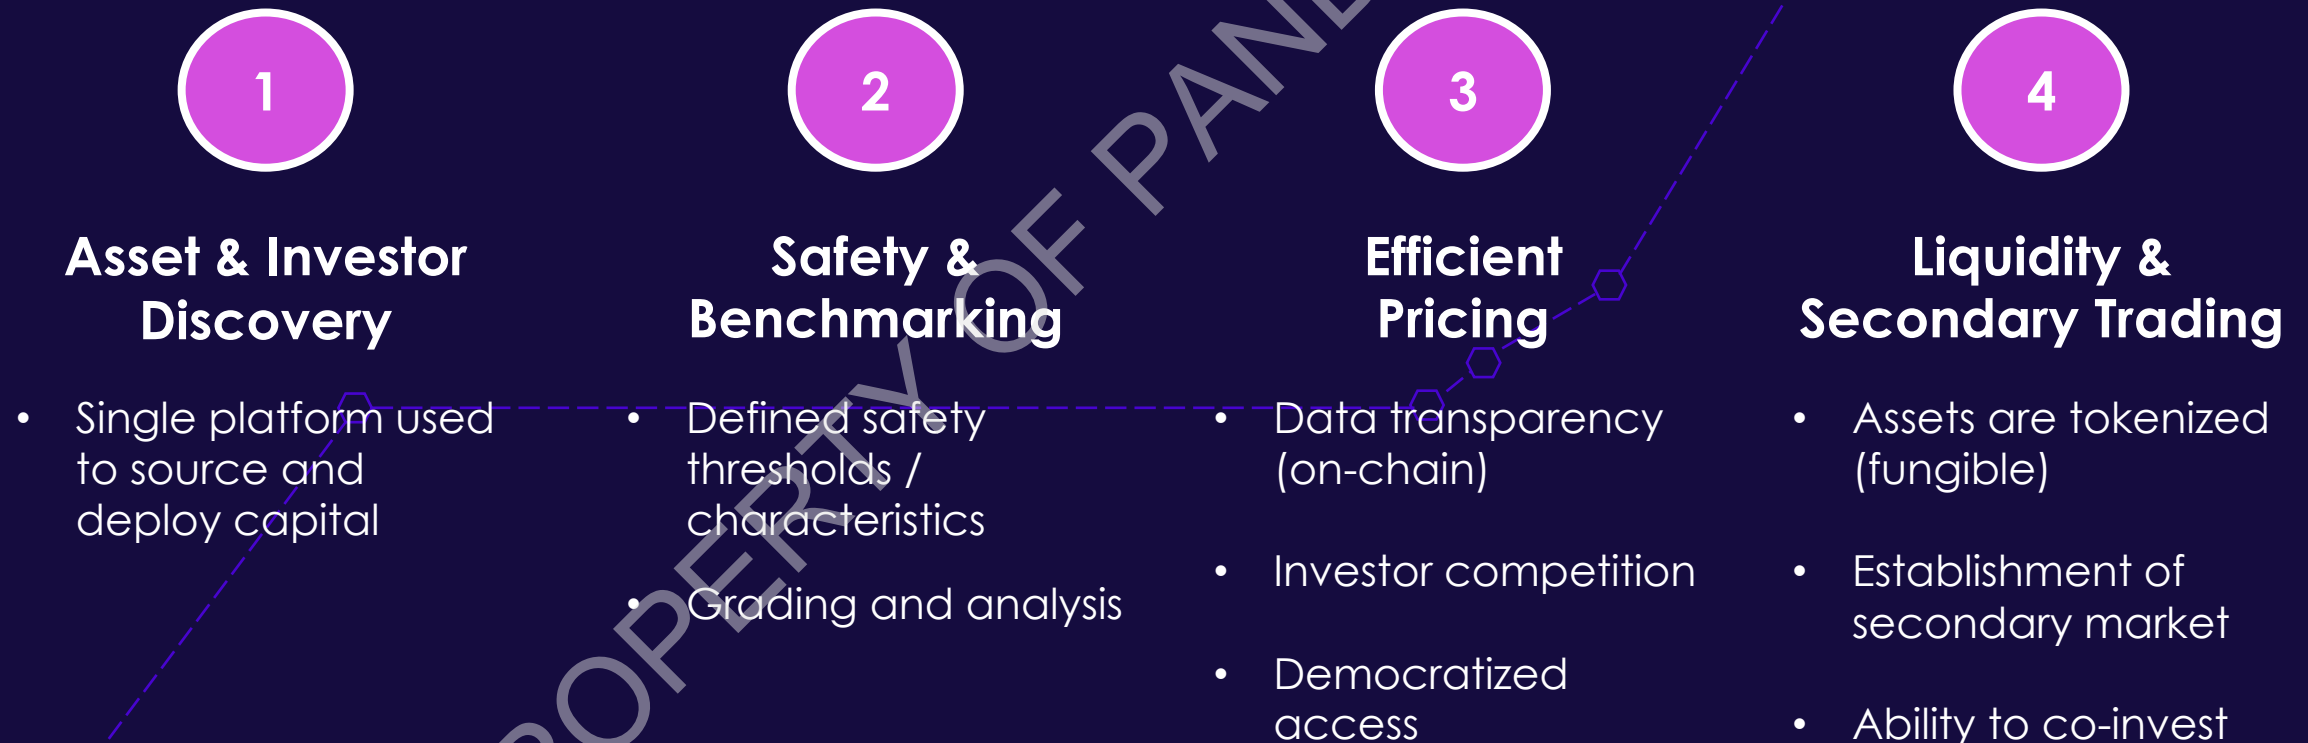 1
Asset & Investor
Discovery
• Single platform used
to source and
deploy capital
2
Safety &
Benchmarking
• Defined safety
thresholds /
characteristics
• Grading and analysis
3
Efficient
Pricing
• Data transparency
(on-chain)
• Investor competition
• Democratized
access
4
Liquidity &
Secondary Trading
• Assets are tokenized
(fungible)
• Establishment of
secondary market
• Ability to co-invest
OF